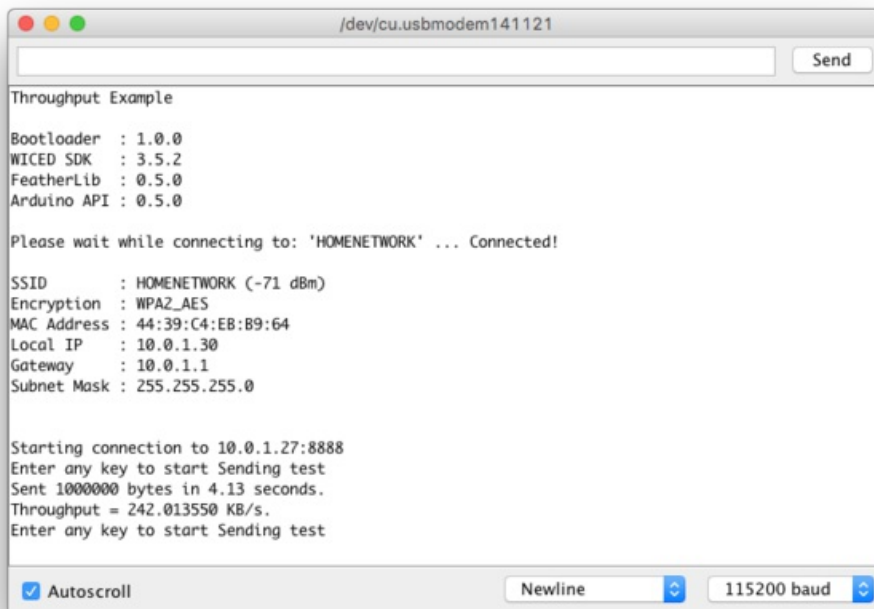 /dev/cu.usbmodem141121
Send
Throughput Example
Bootloader : 1.0.0
WICED SDK : 3.5.2
FeatherLib : 0.5.0
Arduino API : 0.5.0
Please wait while connecting to: 'HOMENETWORK' ... Connected!
SSID : HOMENETWORK (-71 dBm)
Encryption : WPA2_AES
MAC Address : 44:39:C4:EB:B9:64
Local IP : 10.0.1.30
Gateway : 10.0.1.1
Subnet Mask : 255.255.255.0
Starting connection to 10.0.1.27:8888
Enter any key to start Sending test
Sent 1000000 bytes in 4.13 seconds.
Throughput = 242.013550 KB/s.
Enter any key to start Sending test
Autoscroll
Newline
115200 baud